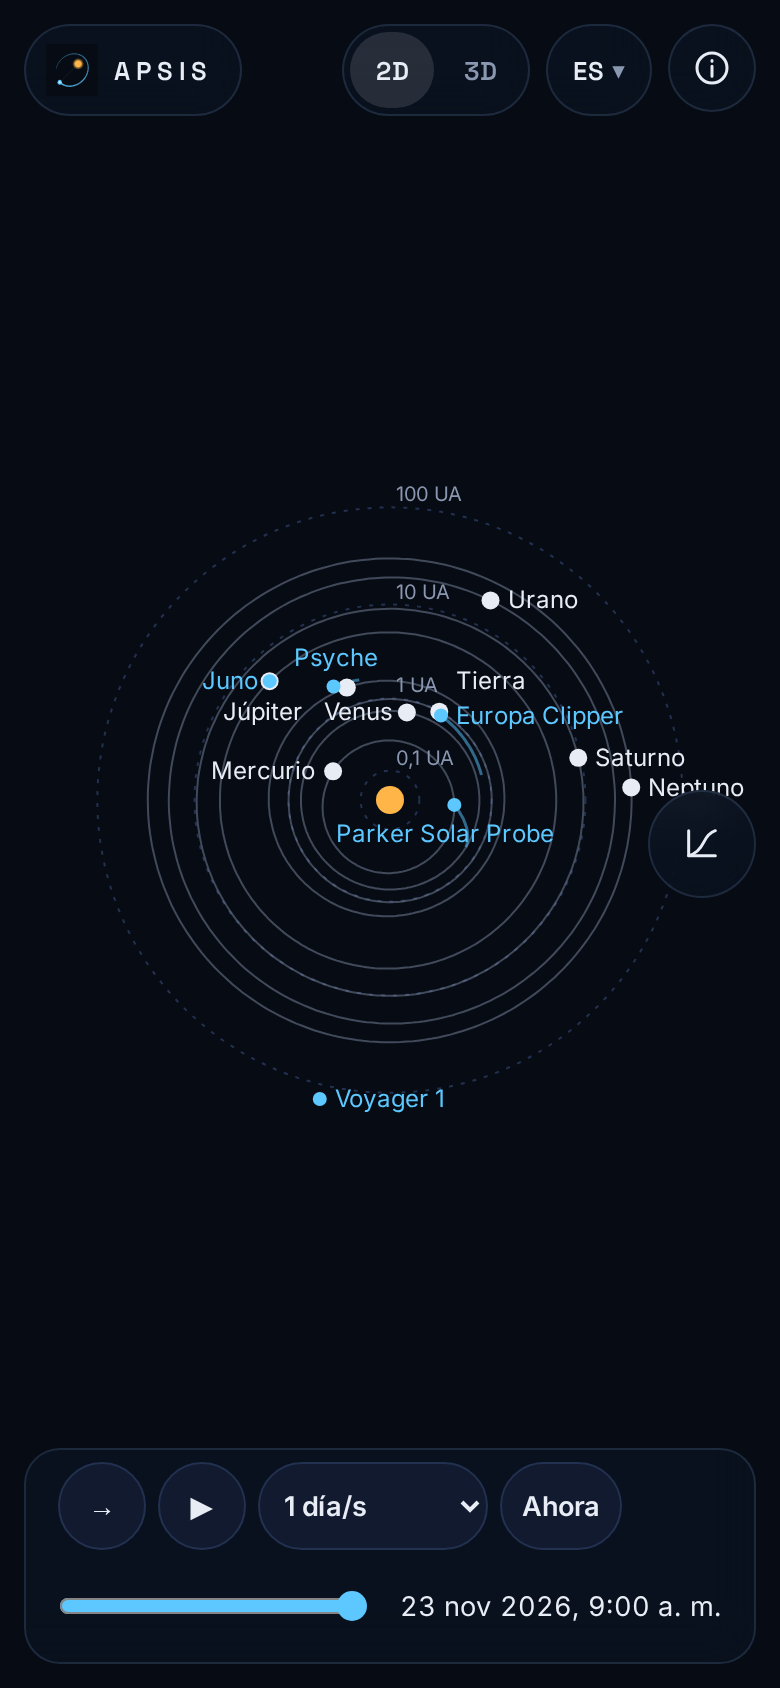 APSIS
2D 3D
ES ▾
100 UA
10 UA
Urano
Psyche
Juno
1 UA
Tierra
Júpiter
Venus
Europa Clipper
0,1 UA
Saturno
Mercurio
Neptuno
Parker Solar Probe
Voyager 1
→ ▶ 1 día/s Ahora
23 nov 2026, 9:00 a. m.